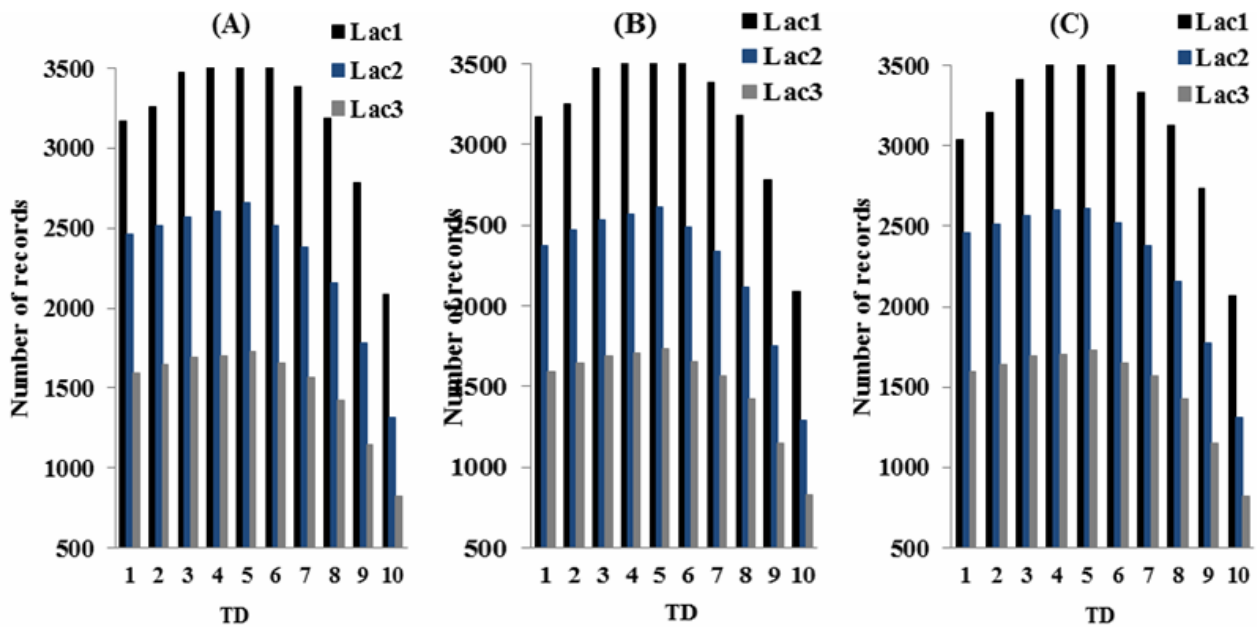 (A)
Lac1
Lac2
Lac3
3500
3000
2500
2000
1500
1000
500
Number of records
1 2 3 4 5 6 7 8 9 10
TD
(B)
Lac1
Lac2
Lac3
3500
3000
2500
2000
1500
1000
500
Number of records
1 2 3 4 5 6 7 8 9 10
TD
(C)
Lac1
Lac2
Lac3
3500
3000
2500
2000
1500
1000
500
Number of records
1 2 3 4 5 6 7 8 9 10
TD